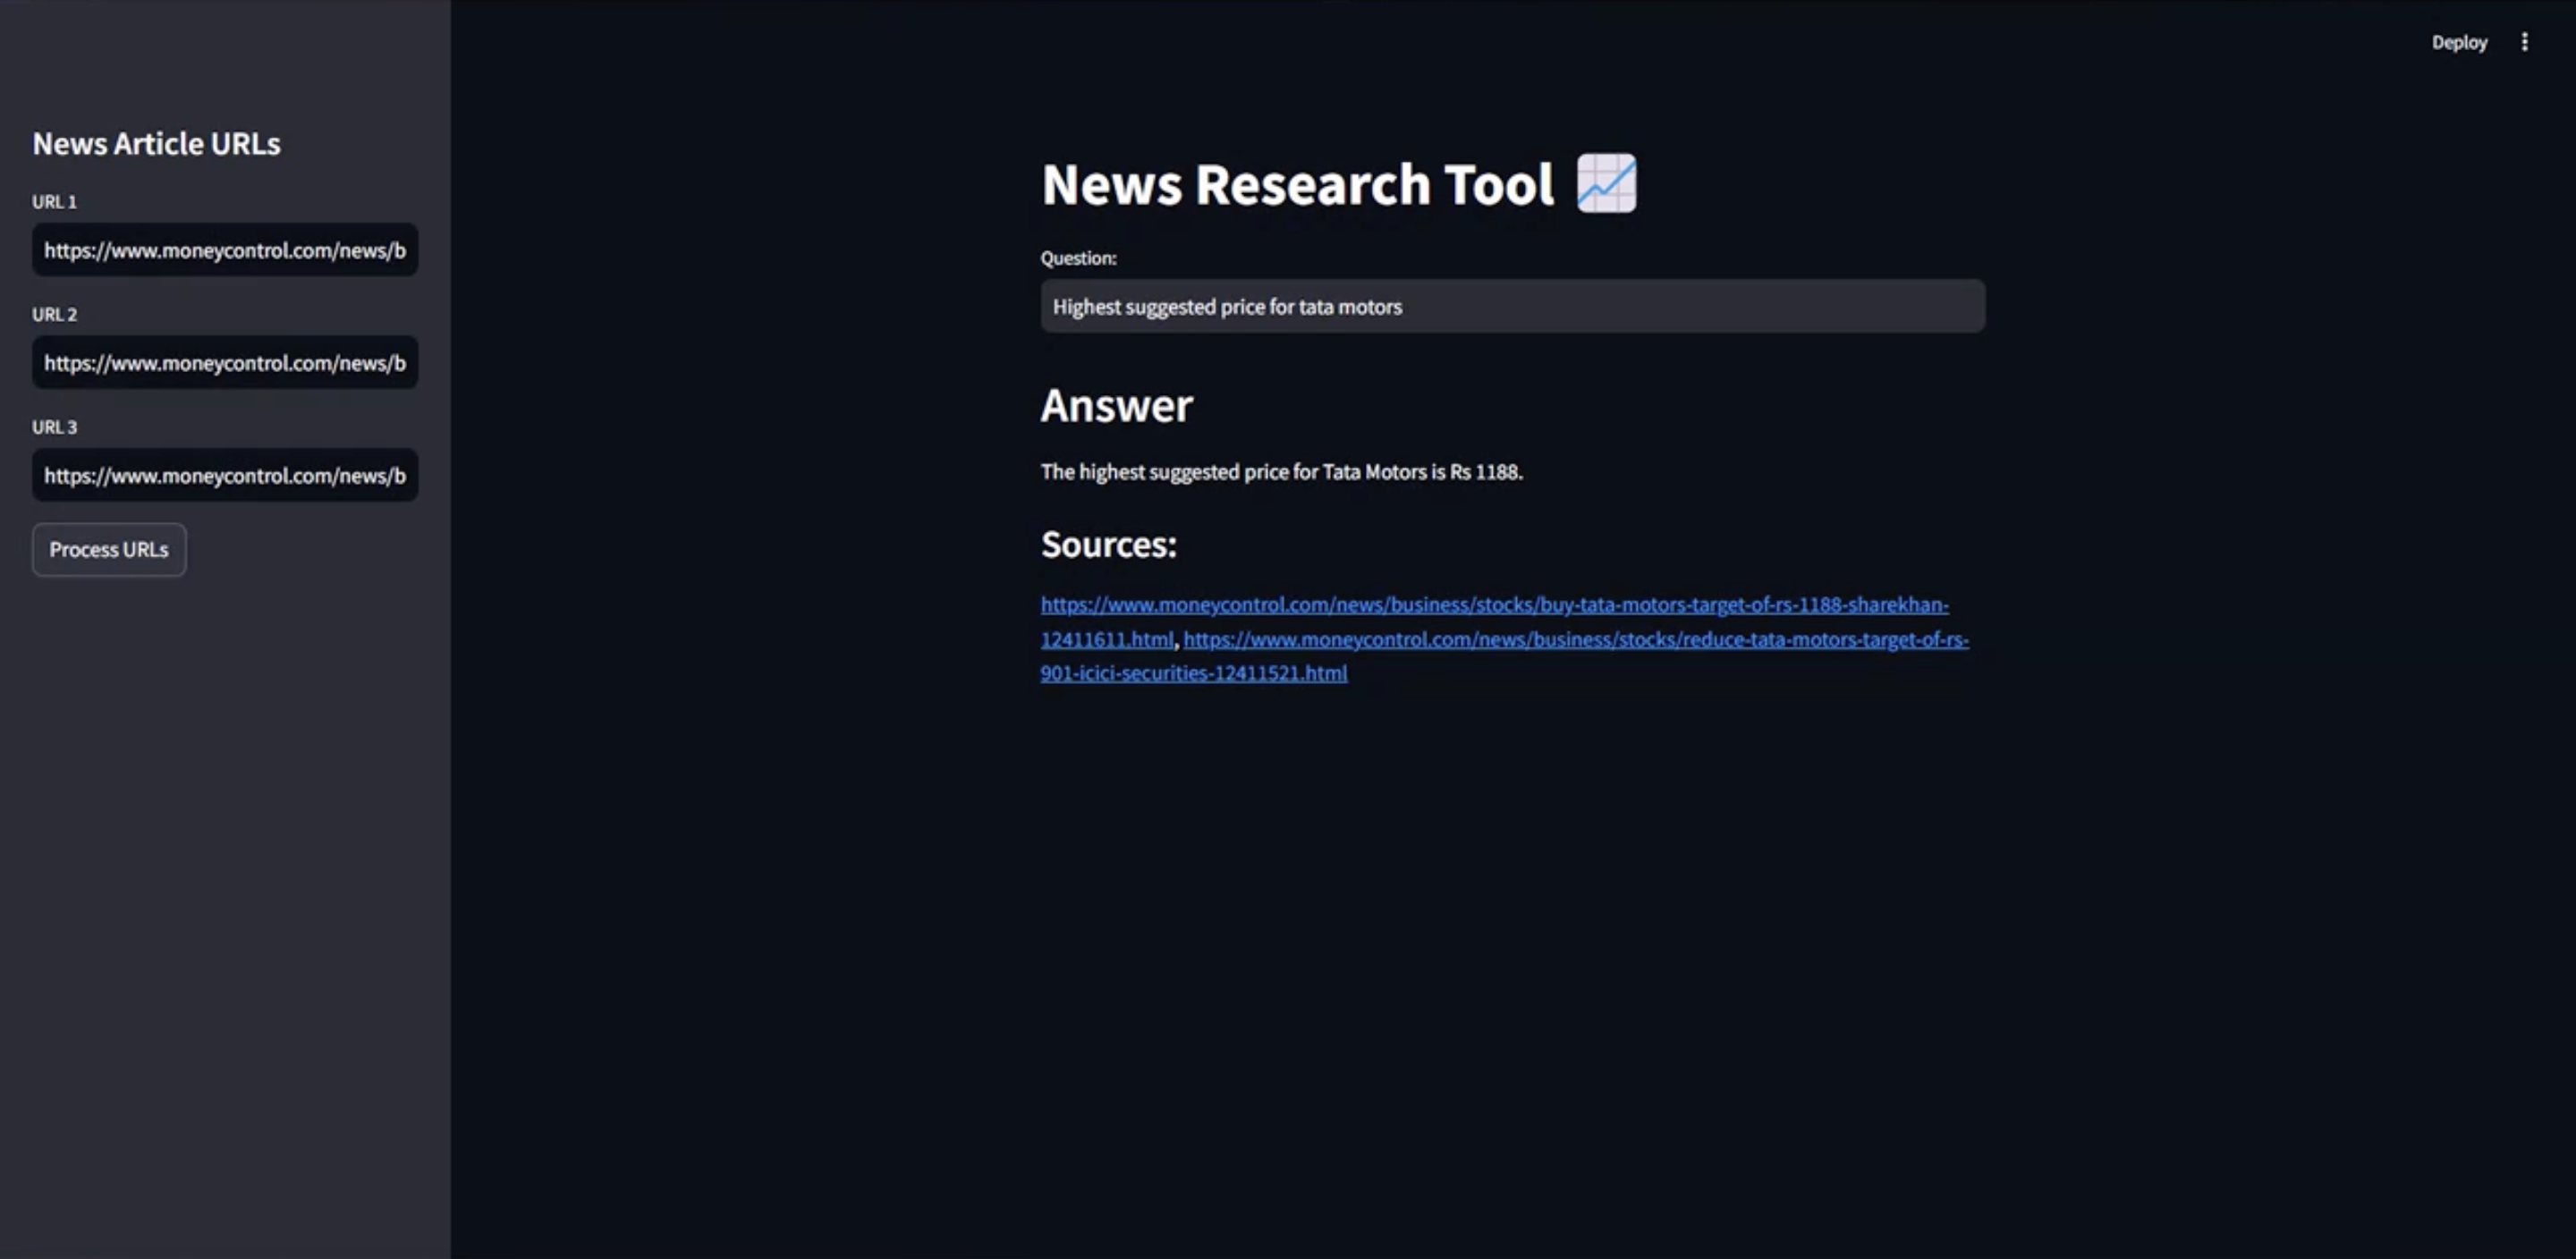 Deploy
News Article URLs
URL 1
https://www.moneycontrol.com/news/b
URL 2
https://www.moneycontrol.com/news/b
URL 3
https://www.moneycontrol.com/news/b
Process URLs
News Research Tool
Question:
Highest suggested price for tata motors
Answer
The highest suggested price for Tata Motors is Rs 1188.
Sources:
https://www.moneycontrol.com/news/business/stocks/buy-tata-motors-target-of-rs-1188-sharekhan-
12411611.html, https://www.moneycontrol.com/news/business/stocks/reduce-tata-motors-target-of-rs-
901-icici-securities-12411521.html